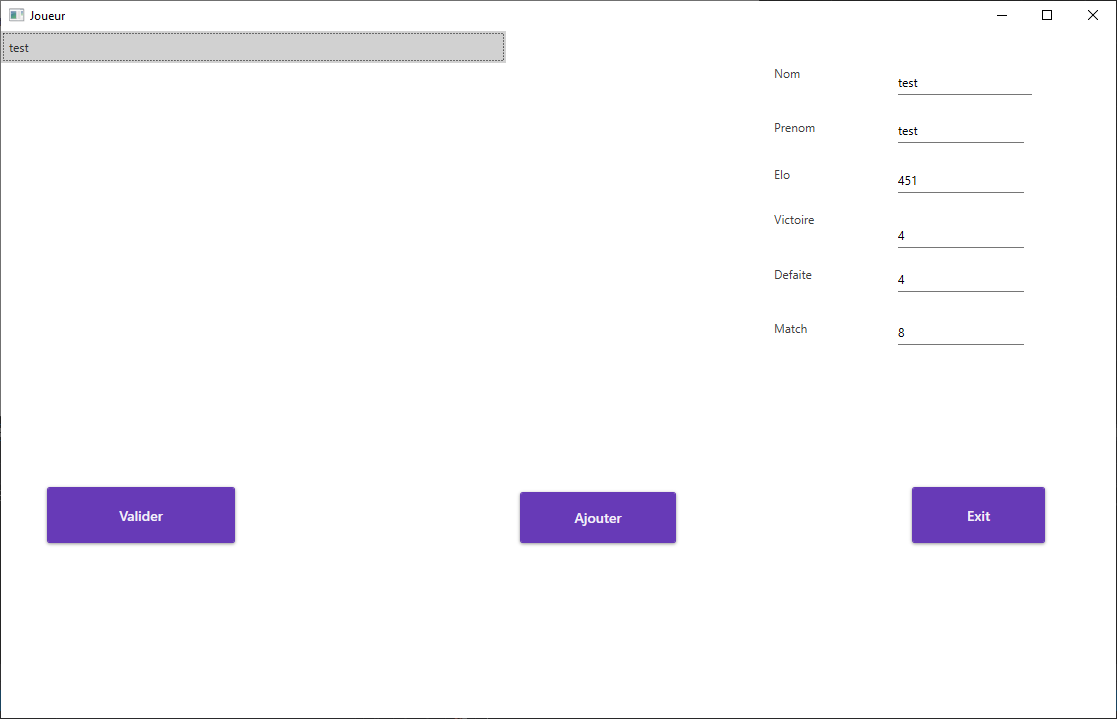 Joueur
test
Nom
test
Prenom
test
Elo
451
Victoire
4
Defaite
4
Match
8
Valider
Ajouter
Exit